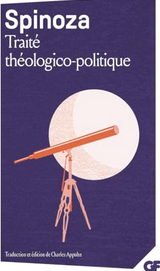 Spinoza
Traité
théologico-politique
Traduction et édition de Charles Appuhn
GF